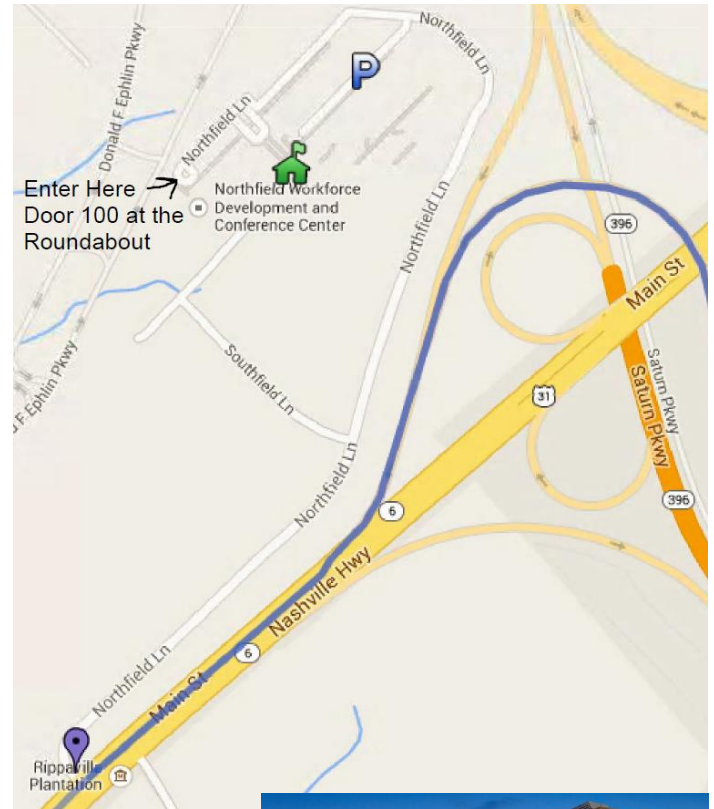 Northfield Ln
Donald F Ephlin Pkwy
P
Northfield Ln
Enter Here
Door 100 at the
Roundabout
Northfield Workforce
Development and
Conference Center
Northfield Ln
396
Main St
Southfield Ln
31
Saturn Pkwy
Saturn Pkwy
F Ephlin Pkwy
396
Northfield Ln
6
Nashville Hwy
6
Main St
Northfield Ln
Rippavilla
Plantation